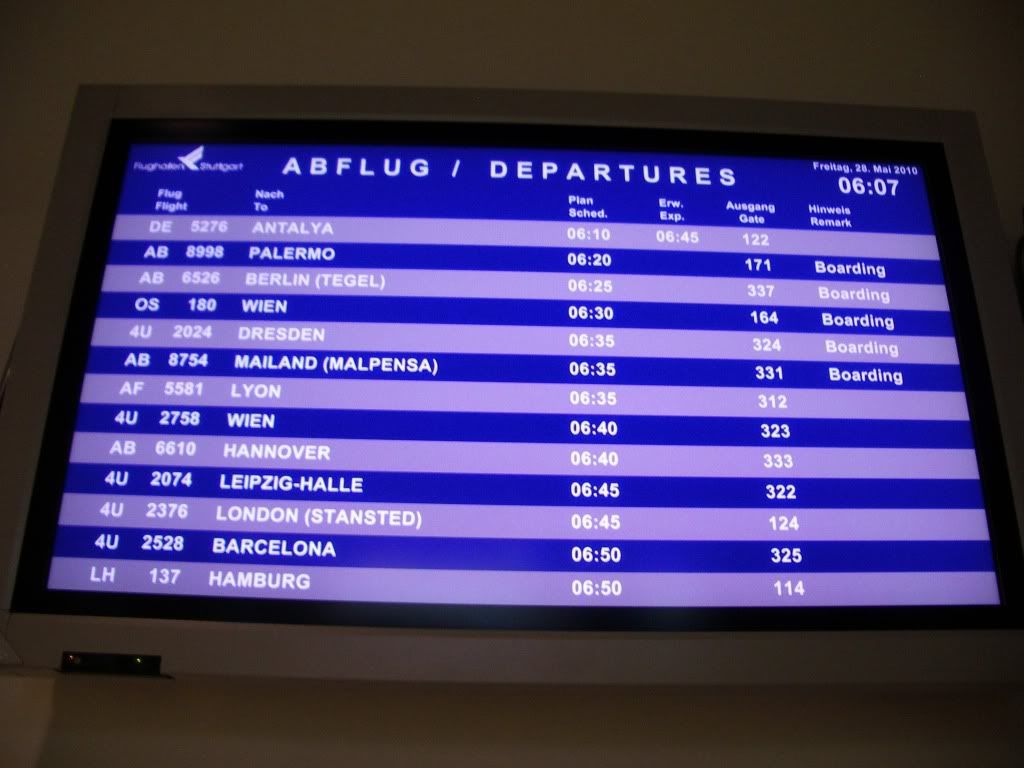 Flughafen Stuttgart ABFLUG / DEPARTURES Freitag, 28. Mai 2010
06:07
Flug Nach Plan Erw. Ausgang Hinweis
Flight To Sched. Exp. Gate Remark
DE 5276 ANTALYA 06:10 06:45 122
AB 8998 PALERMO 06:20 171 Boarding
AB 6526 BERLIN (TEGEL) 06:25 337 Boarding
OS 180 WIEN 06:30 164 Boarding
4U 2024 DRESDEN 06:35 324 Boarding
AB 8754 MAILAND (MALPENSA) 06:35 331 Boarding
AF 5581 LYON 06:35 312
4U 2758 WIEN 06:40 323
AB 6610 HANNOVER 06:40 333
4U 2074 LEIPZIG-HALLE 06:45 322
4U 2376 LONDON (STANSTED) 06:45 124
4U 2528 BARCELONA 06:50 325
LH 137 HAMBURG 06:50 114